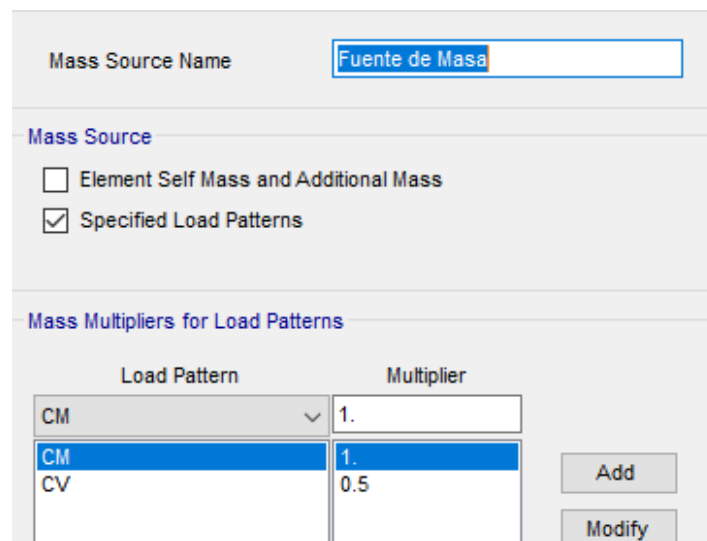 Mass Source Name Fuente de Masa
Mass Source
Element Self Mass and Additional Mass
Specified Load Patterns
Mass Multipliers for Load Patterns
Load Pattern Multiplier
CM 1.
CM 1.
CV 0.5
Add
Modify